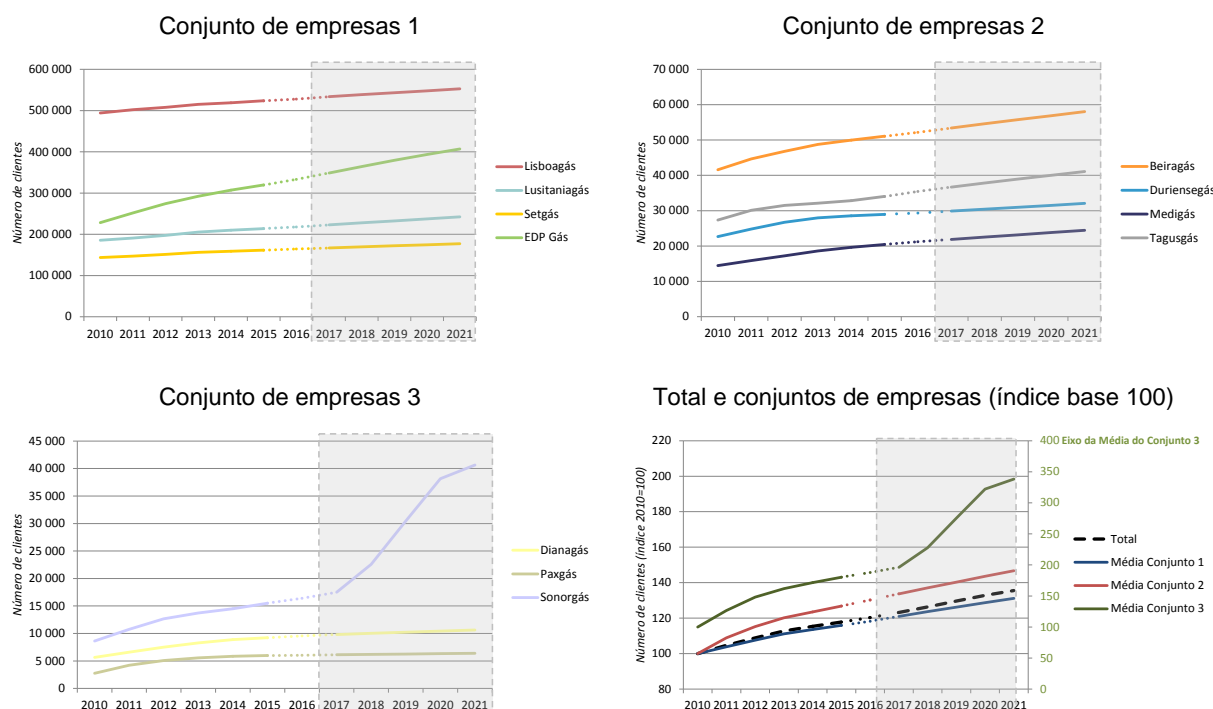 Conjunto de empresas 1
600 000
500 000
400 000
300 000
200 000
100 000
0
Número de clientes
2010 2011 2012 2013 2014 2015 2016 2017 2018 2019 2020 2021
Lisboagás
Lusitaniagás
Setgás
EDP Gás
Conjunto de empresas 2
70 000
60 000
50 000
40 000
30 000
20 000
10 000
0
Número de clientes
2010 2011 2012 2013 2014 2015 2016 2017 2018 2019 2020 2021
Beiragás
Duriensegás
Medigás
Tagusgás
Conjunto de empresas 3
45 000
40 000
35 000
30 000
25 000
20 000
15 000
10 000
5 000
0
Número de clientes
2010 2011 2012 2013 2014 2015 2016 2017 2018 2019 2020 2021
Dianagás
Paxgás
Sonorgás
Total e conjuntos de empresas (índice base 100)
220
200
180
160
140
120
100
80
Número de clientes (índice 2010=100)
2010 2011 2012 2013 2014 2015 2016 2017 2018 2019 2020 2021
400
350
300
250
200
150
100
50
0
Eixo da Média do Conjunto 3
Total
Média Conjunto 1
Média Conjunto 2
Média Conjunto 3